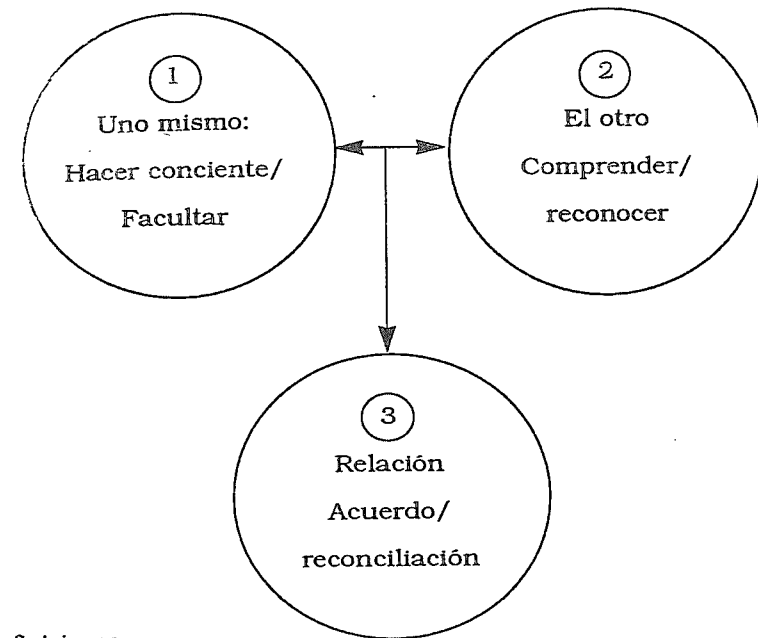 1
Uno mismo:
Hacer conciente/
Facultar
2
El otro
Comprender/
reconocer
3
Relación
Acuerdo/
reconciliación